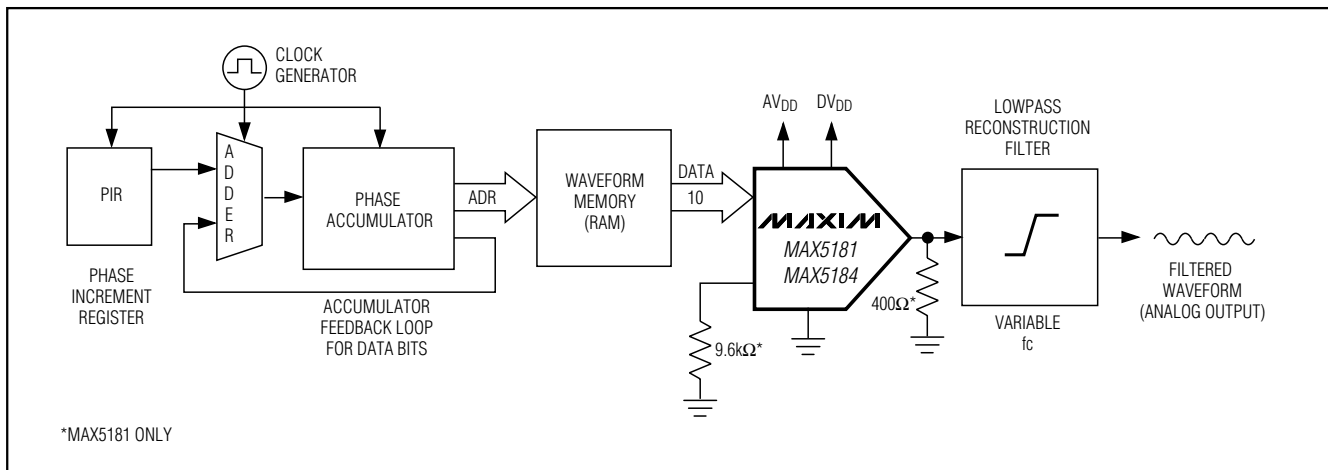 CLOCK
GENERATOR
PIR
PHASE
INCREMENT
REGISTER
ADDER
PHASE
ACCUMULATOR
ACCUMULATOR
FEEDBACK LOOP
FOR DATA BITS
ADR
WAVEFORM
MEMORY
(RAM)
DATA
10
AVDD
DVDD
MAXIM
MAX5181
MAX5184
9.6kΩ*
400Ω*
LOWPASS
RECONSTRUCTION
FILTER
VARIABLE
fc
FILTERED
WAVEFORM
(ANALOG OUTPUT)
*MAX5181 ONLY